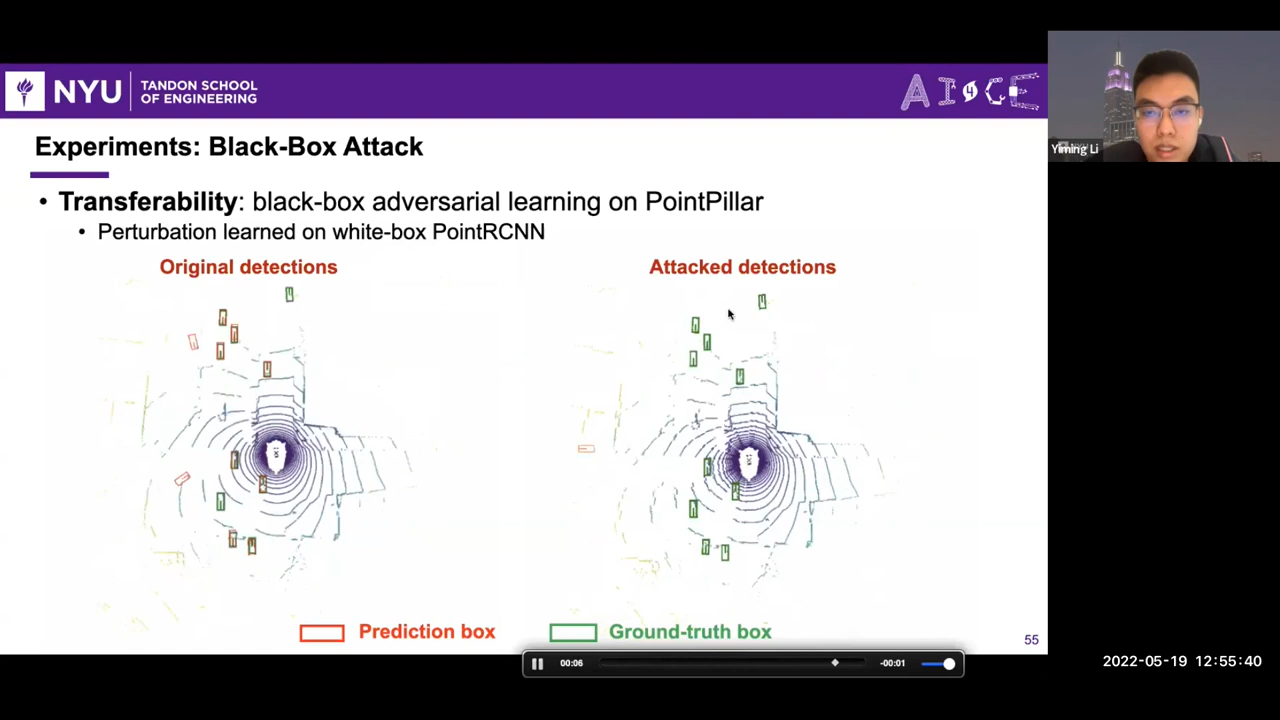 NYU
TANDON SCHOOL
OF ENGINEERING
AI4CE
Experiments: Black-Box Attack
• Transferability: black-box adversarial learning on PointPillar
• Perturbation learned on white-box PointRCNN
Original detections
Attacked detections
Prediction box
Ground-truth box
55
00:06
-00:01
Yiming Li
2022-05-19 12:55:40